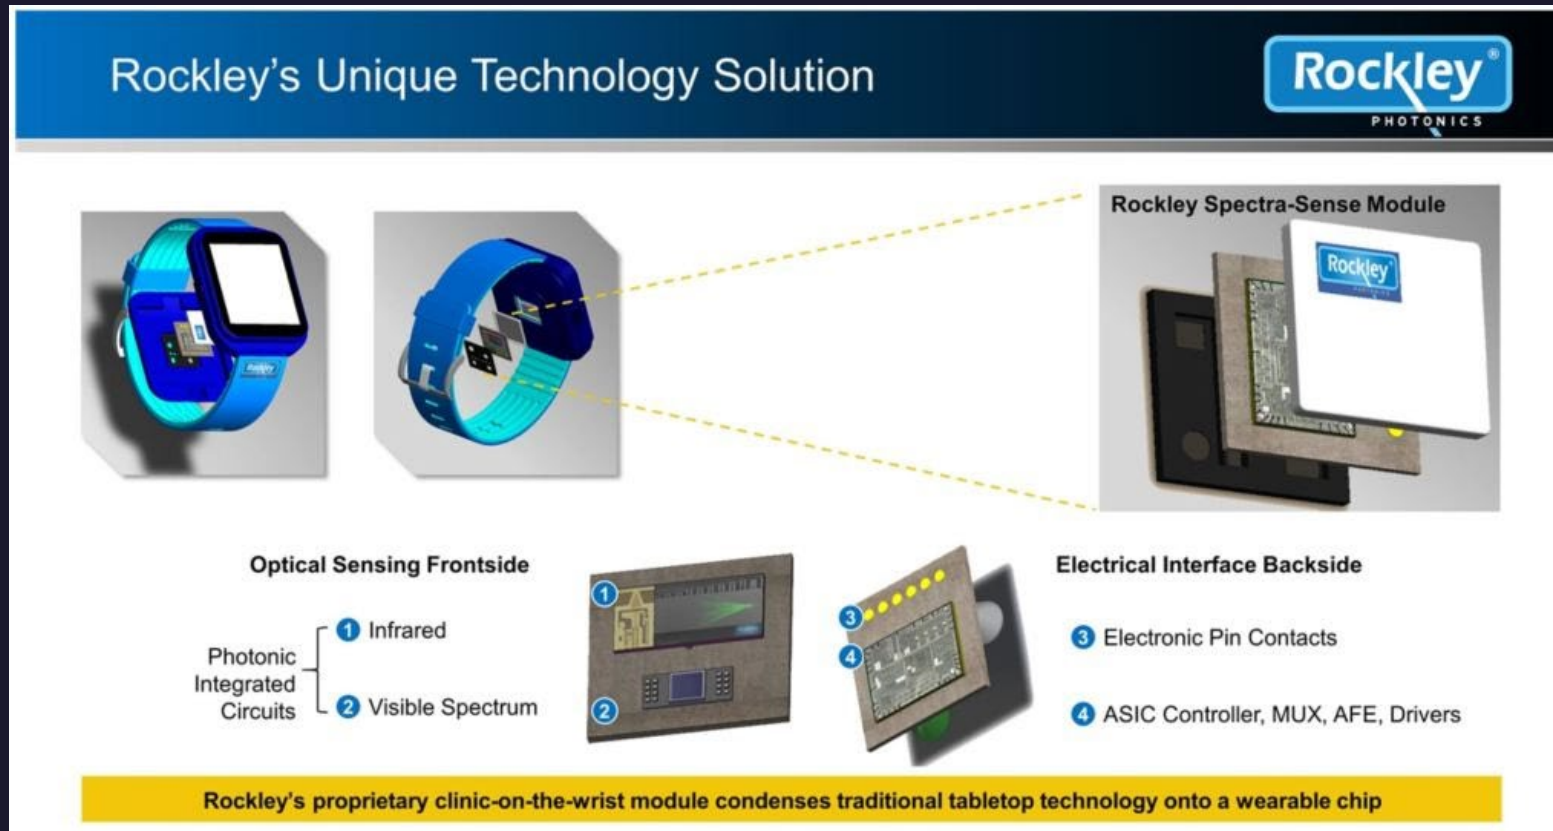 Rockley's Unique Technology Solution
Rockley®
PHOTONICS
Rockley Spectra-Sense Module
Rockley
PHOTONICS
Rockley
Optical Sensing Frontside
Photonic
Integrated
Circuits
1 Infrared
2 Visible Spectrum
1
2
3
4
Electrical Interface Backside
3 Electronic Pin Contacts
4 ASIC Controller, MUX, AFE, Drivers
Rockley's proprietary clinic-on-the-wrist module condenses traditional tabletop technology onto a wearable chip